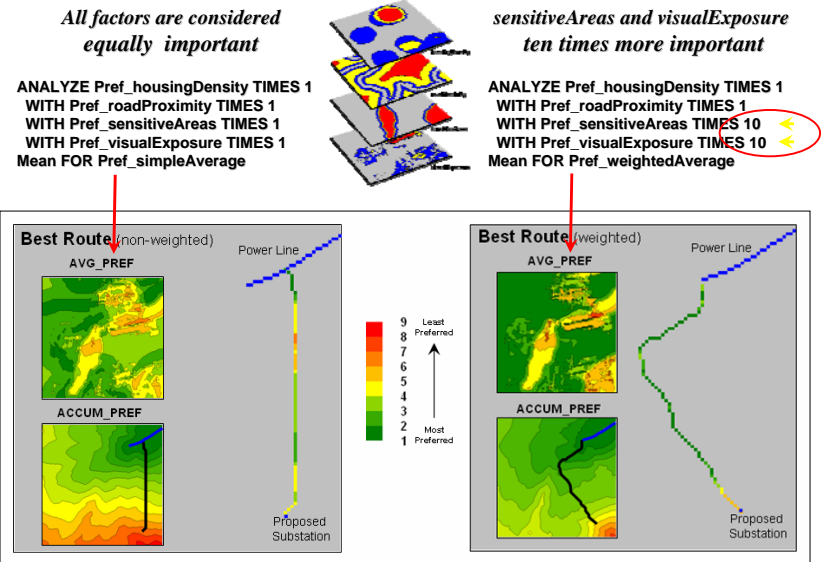 All factors are considered
equally important
ANALYZE Pref_housingDensity TIMES 1
WITH Pref_roadProximity TIMES 1
WITH Pref_sensitiveAreas TIMES 1
WITH Pref_visualExposure TIMES 1
Mean FOR Pref_simpleAverage
sensitiveAreas and visualExposure
ten times more important
ANALYZE Pref_housingDensity TIMES 1
WITH Pref_roadProximity TIMES 1
WITH Pref_sensitiveAreas TIMES 10
WITH Pref_visualExposure TIMES 10
Mean FOR Pref_weightedAverage
Best Route (non-weighted)
AVG_PREF
Power Line
ACCUM_PREF
Proposed
Substation
9 Least
Preferred
8
7
6
5
4
3
2 Most
1 Preferred
Best Route (weighted)
AVG_PREF
Power Line
ACCUM_PREF
Proposed
Substation